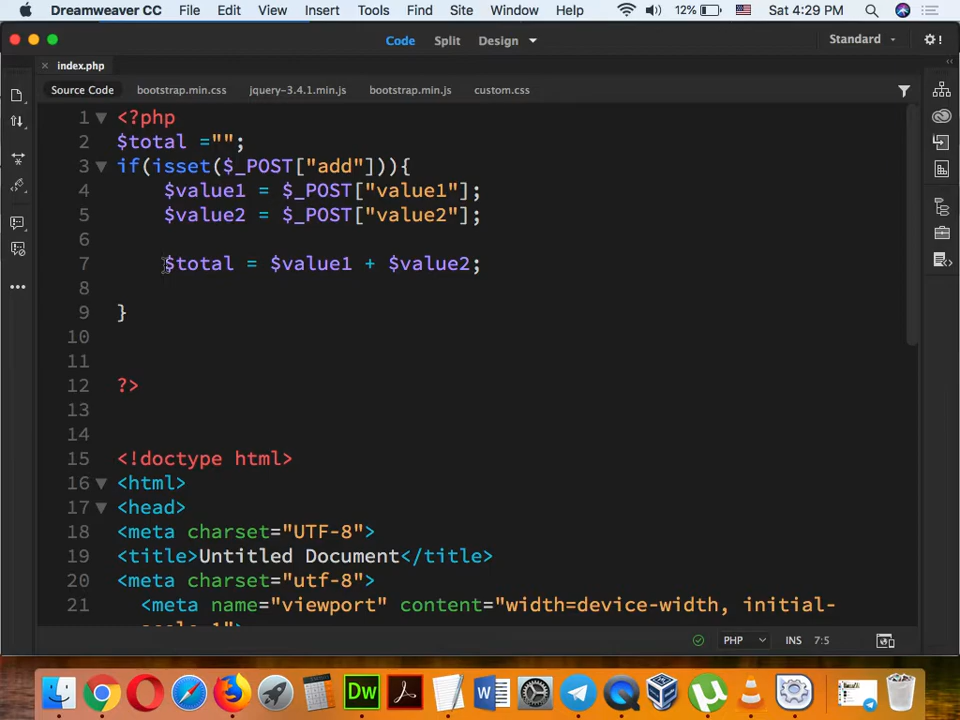 Dreamweaver CC File Edit View Insert Tools Find Site Window Help 12% Sat 4:29 PM
Code Split Design Standard
× index.php
Source Code bootstrap.min.css jquery-3.4.1.min.js bootstrap.min.js custom.css
1 <?php
2 $total ="";
3 if(isset($_POST["add"])){
4 $value1 = $_POST["value1"];
5 $value2 = $_POST["value2"];
6
7 $total = $value1 + $value2;
8
9 }
10
11
12 ?>
13
14
15 <!doctype html>
16 <html>
17 <head>
18 <meta charset="UTF-8">
19 <title>Untitled Document</title>
20 <meta charset="utf-8">
21 <meta name="viewport" content="width=device-width, initial-
scale=1">
PHP INS 7:5
Dw W